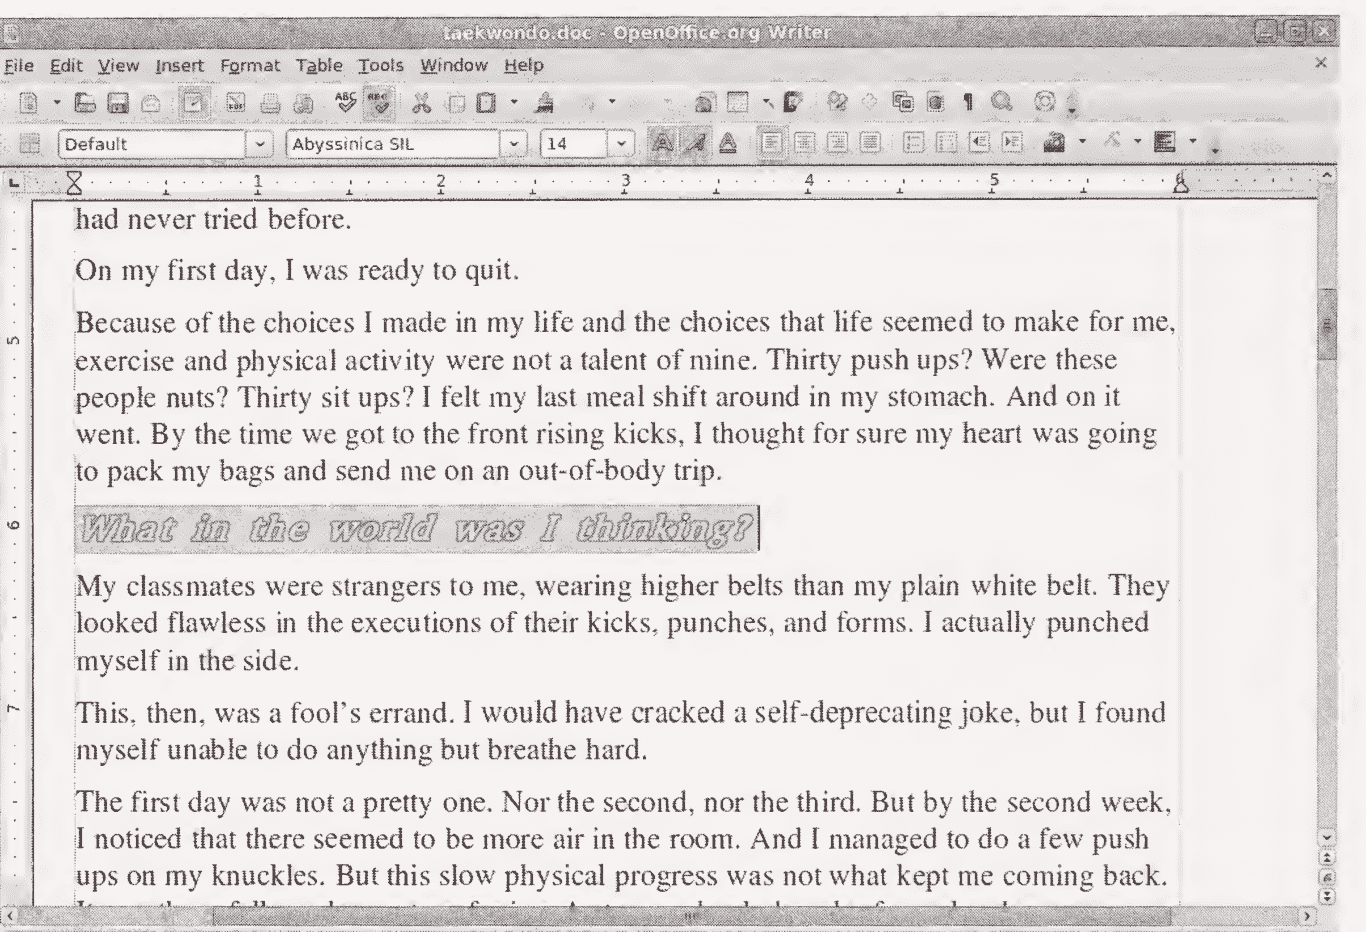 taekwondo.doc - OpenOffice.org Writer
File Edit View Insert Format Table Tools Window Help
Default Abyssinica SIL 14
1 2 3 4 5 6
had never tried before.
On my first day, I was ready to quit.
Because of the choices I made in my life and the choices that life seemed to make for me,
5
exercise and physical activity were not a talent of mine. Thirty push ups? Were these
people nuts? Thirty sit ups? I felt my last meal shift around in my stomach. And on it
went. By the time we got to the front rising kicks, I thought for sure my heart was going
to pack my bags and send me on an out-of-body trip.
6
What in the world was I thinking?
My classmates were strangers to me, wearing higher belts than my plain white belt. They
looked flawless in the executions of their kicks, punches, and forms. I actually punched
myself in the side.
7
This, then, was a fool's errand. I would have cracked a self-deprecating joke, but I found
myself unable to do anything but breathe hard.
The first day was not a pretty one. Nor the second, nor the third. But by the second week,
I noticed that there seemed to be more air in the room. And I managed to do a few push
ups on my knuckles. But this slow physical progress was not what kept me coming back.